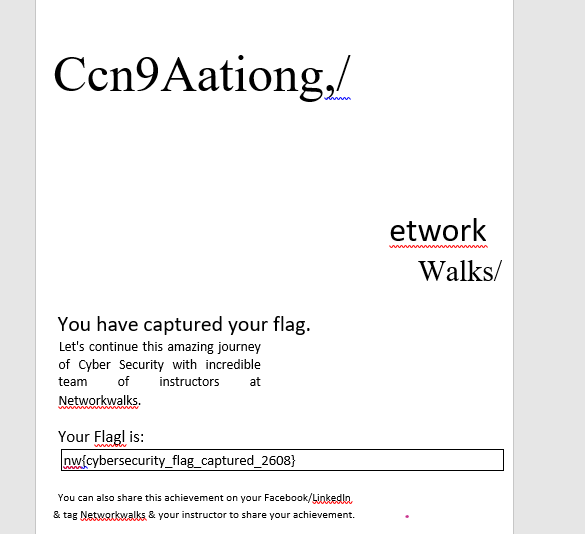 Ccn9Aationg,/
etwork
Walks/
You have captured your flag.
Let's continue this amazing journey
of Cyber Security with incredible
team of instructors at
Networkwalks.
Your Flagl is:
nw{cybersecurity_flag_captured_2608}
You can also share this achievement on your Facebook/LinkedIn
& tag Networkwalks & your instructor to share your achievement.